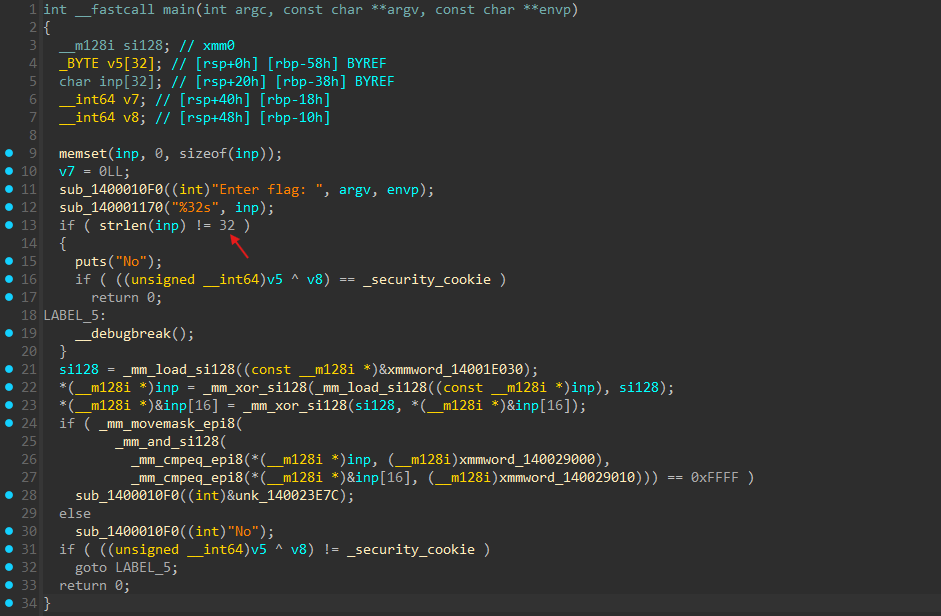 1 int __fastcall main(int argc, const char **argv, const char **envp)
2 {
3   __m128i si128; // xmm0
4   _BYTE v5[32]; // [rsp+0h] [rbp-58h] BYREF
5   char inp[32]; // [rsp+20h] [rbp-38h] BYREF
6   __int64 v7; // [rsp+40h] [rbp-18h]
7   __int64 v8; // [rsp+48h] [rbp-10h]
8
9   memset(inp, 0, sizeof(inp));
10   v7 = 0LL;
11   sub_1400010F0((int)"Enter flag: ", argv, envp);
12   sub_140001170("%32s", inp);
13   if ( strlen(inp) != 32 )
14   {
15     puts("No");
16     if ( ((unsigned __int64)v5 ^ v8) == _security_cookie )
17       return 0;
18 LABEL_5:
19     __debugbreak();
20   }
21   si128 = _mm_load_si128((const __m128i *)&xmmword_14001E030);
22   *(__m128i *)inp = _mm_xor_si128(_mm_load_si128((const __m128i *)inp), si128);
23   *(__m128i *)&inp[16] = _mm_xor_si128(si128, *(__m128i *)&inp[16]);
24   if ( _mm_movemask_epi8(
25          _mm_and_si128(
26            _mm_cmpeq_epi8(*(__m128i *)inp, (__m128i)xmmword_140029000),
27            _mm_cmpeq_epi8(*(__m128i *)&inp[16], (__m128i)xmmword_140029010))) == 0xFFFF )
28     sub_1400010F0((int)&unk_140023E7C);
29   else
30     sub_1400010F0((int)"No");
31   if ( ((unsigned __int64)v5 ^ v8) != _security_cookie )
32     goto LABEL_5;
33   return 0;
34 }